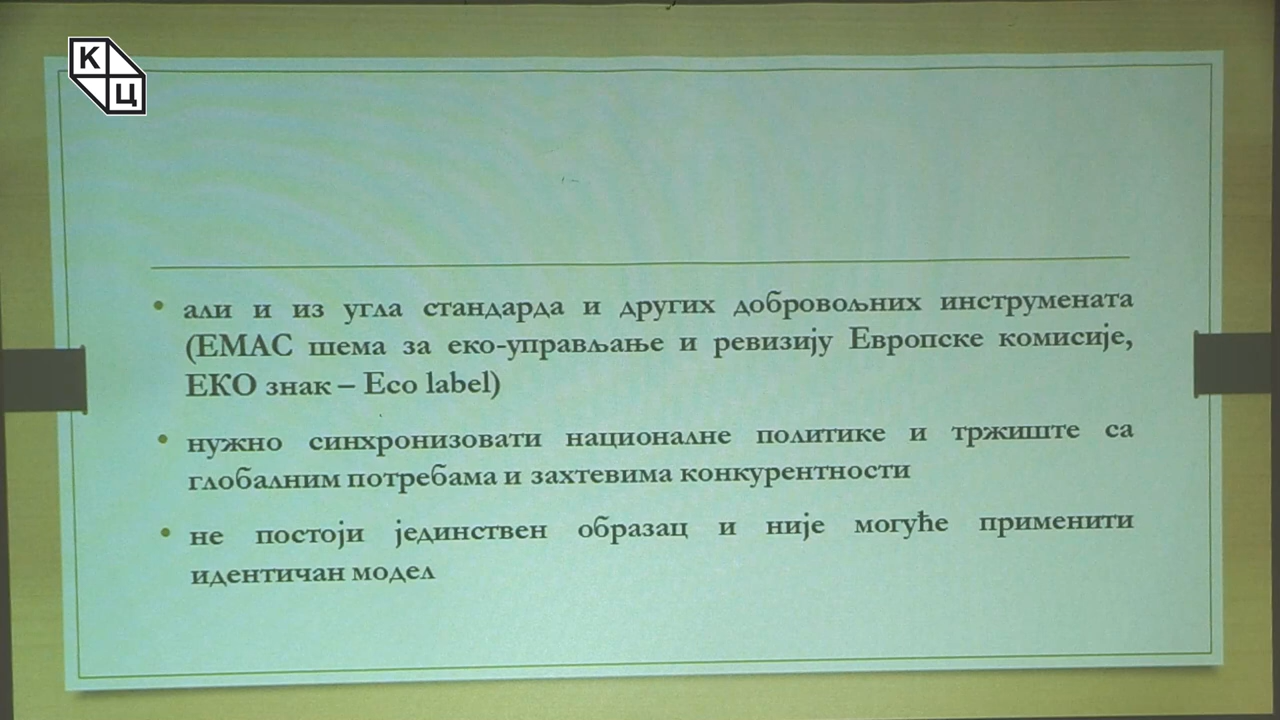 К
Ц
• али и из угла стандарда и других добровољних инструмената
(ЕМАС шема за еко-управљање и ревизију Европске комисије,
ЕКО знак – Eco label)
• нужно синхронизовати националне политике и тржиште са
глобалним потребама и захтевима конкурентности
• не постоји јединствен образац и није могуће применити
идентичан модел